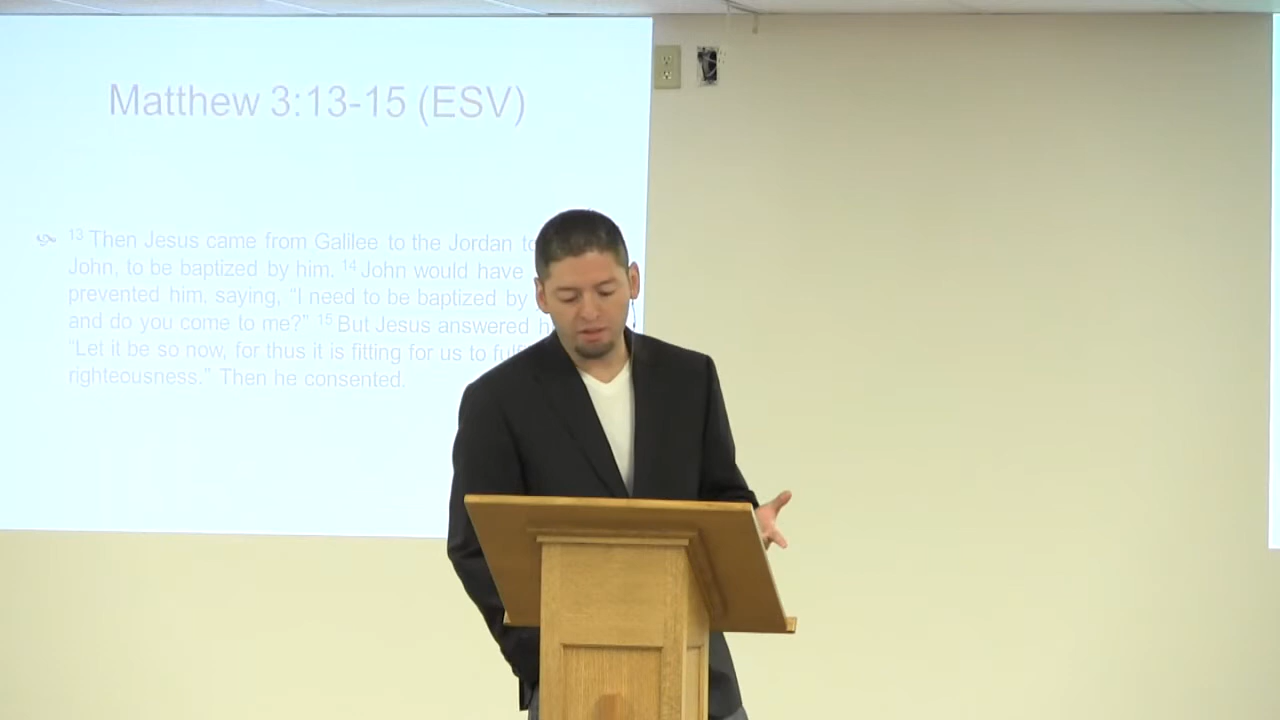 Matthew 3:13-15 (ESV)
13 Then Jesus came from Galilee to the Jordan
John, to be baptized by him. 14 John would have
prevented him, saying, “I need to be baptized by
and do you come to me?” 15 But Jesus answered
“Let it be so now, for thus it is fitting for us to
righteousness.” Then he consented.